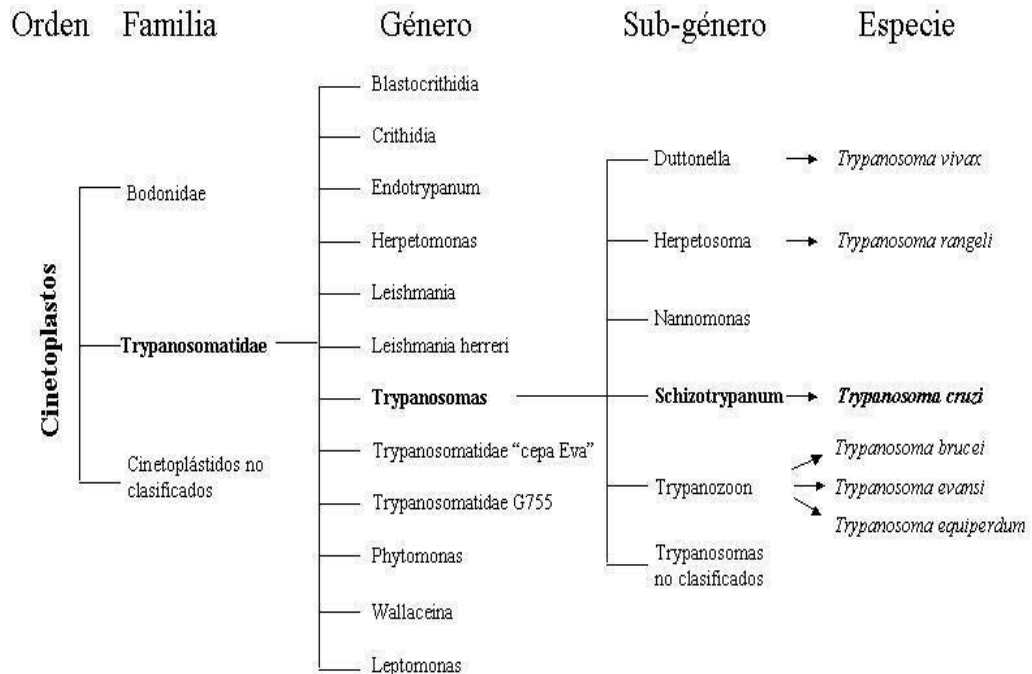 Orden Familia Género Sub-género Especie
Cinetoplastos
Bodonidae
Trypanosomatidae
Cinetoplástidos no
clasificados
Blastocrithidia
Crithidia
Endotrypanum
Herpetomonas
Leishmania
Leishmania herreri
Trypanosomas
Trypanosomatidae “cepa Eva”
Trypanosomatidae G755
Phytomonas
Wallaceina
Leptomonas
Duttonella
Herpetosoma
Nannomonas
Schizotrypanum
Trypanozoon
Trypanosomas
no clasificados
Trypanosoma vivax
Trypanosoma rangeli
Trypanosoma cruzi
Trypanosoma brucei
Trypanosoma evansi
Trypanosoma equiperdum